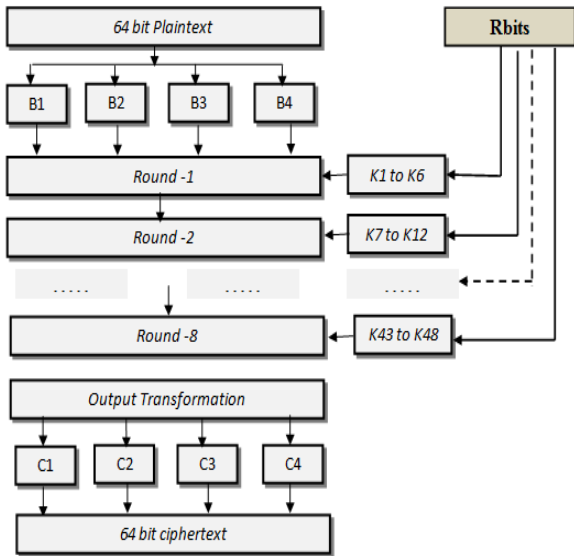 64 bit Plaintext
Rbits
B1
B2
B3
B4
Round -1
K1 to K6
Round -2
K7 to K12
. . . . .
. . . . .
. . . . .
Round -8
K43 to K48
Output Transformation
C1
C2
C3
C4
64 bit ciphertext